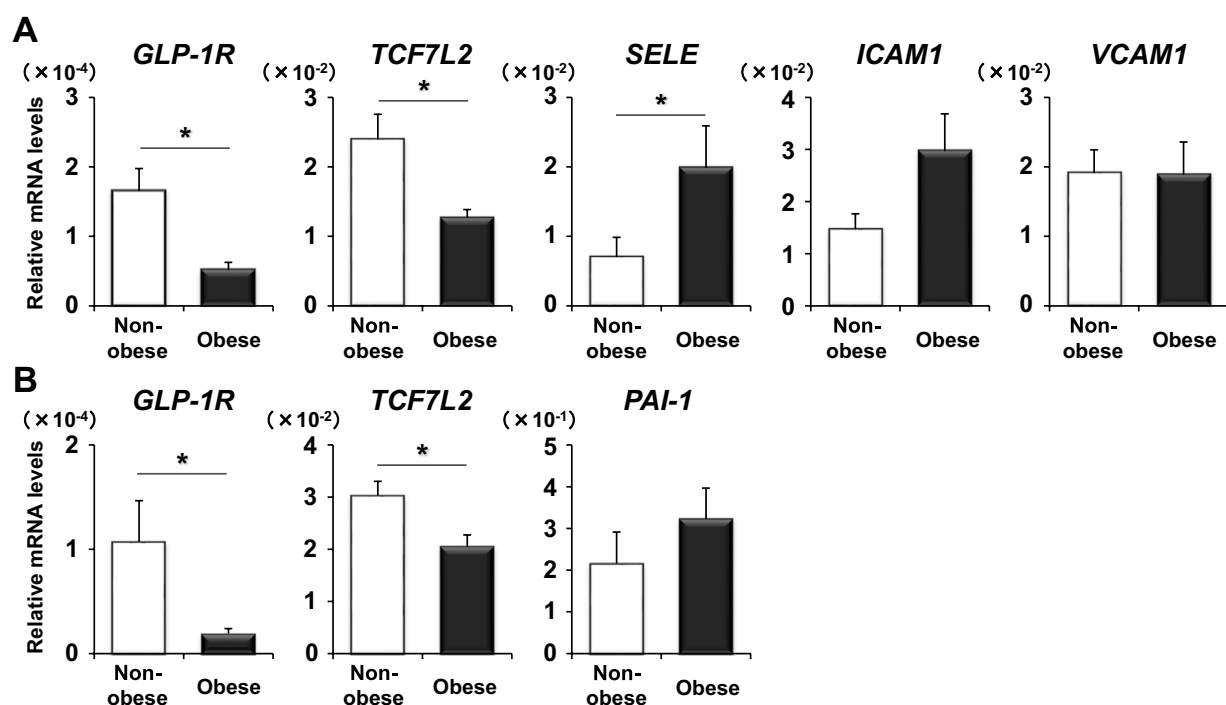 A
GLP-1R TCF7L2 SELE ICAM1 VCAM1
(×10-4) (×10-2) (×10-2) (×10-2) (×10-2)
Relative mRNA levels
3 2 1 0
*
Non-obese Obese
3 2 1 0
*
Non-obese Obese
3 2 1 0
*
Non-obese Obese
4 3 2 1 0
Non-obese Obese
3 2 1 0
Non-obese Obese
B
GLP-1R TCF7L2 PAI-1
(×10-4) (×10-2) (×10-1)
Relative mRNA levels
2 1 0
*
Non-obese Obese
4 3 2 1 0
*
Non-obese Obese
5 4 3 2 1 0
Non-obese Obese